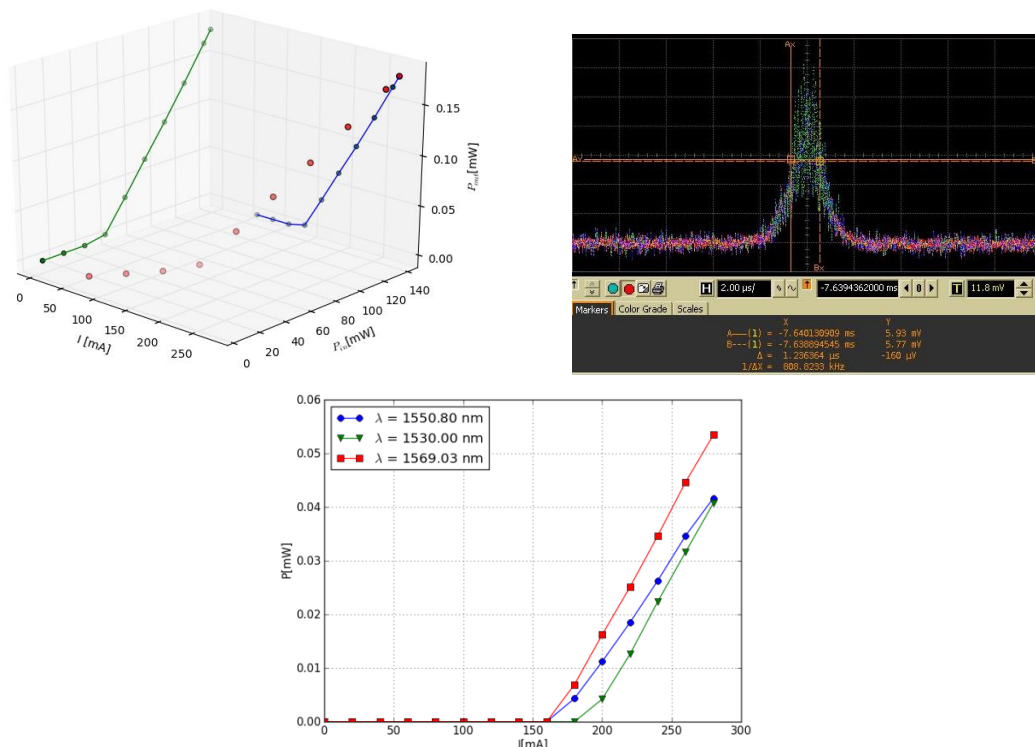 0.15
0.10
0.05
0.00
P_out [mW]
0
50
100
150
200
250
I [mA]
0
20
40
60
80
100
120
140
P_in [mW]
Ax
Ay
Bx
H 2.00 µs/ -7.6394362000 ms 0 T 11.8 mV
Markers Color Grade Scales
X Y
A—(1) = -7.640130909 ms 5.93 mV
B---(1) = -7.638894545 ms 5.77 mV
Δ = 1.236364 µs -160 µV
1/ΔX = 808.8233 kHz
0.06
0.05
0.04
0.03
0.02
0.01
0.00
P[mW]
λ = 1550.80 nm
λ = 1530.00 nm
λ = 1569.03 nm
0 50 100 150 200 250 300
I[mA]